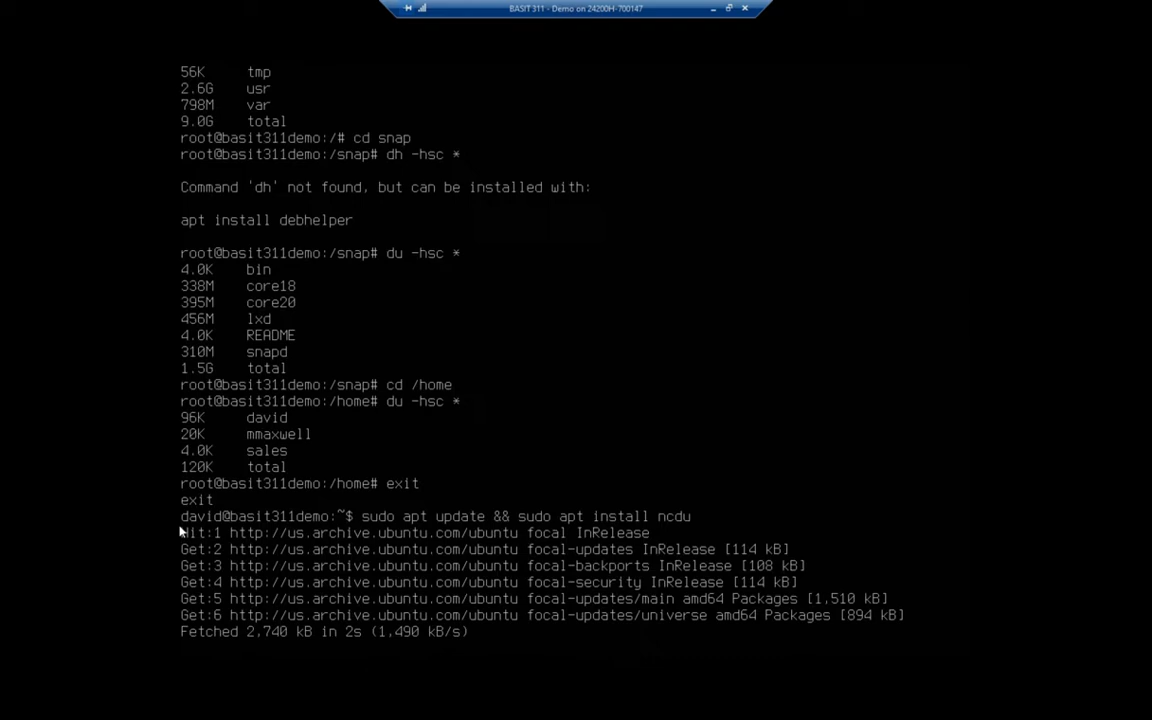 BASIT 311 - Demo on 24200H-700147
56K tmp
2.6G usr
798M var
9.0G total
root@basit311demo:/# cd snap
root@basit311demo:/snap# dh -hsc *
Command 'dh' not found, but can be installed with:
apt install debhelper
root@basit311demo:/snap# du -hsc *
4.0K bin
338M core18
395M core20
456M lxd
4.0K README
310M snapd
1.5G total
root@basit311demo:/snap# cd /home
root@basit311demo:/home# du -hsc *
96K david
20K mmaxwell
4.0K sales
120K total
root@basit311demo:/home# exit
exit
david@basit311demo:~$ sudo apt update && sudo apt install ncdu
Hit:1 http://us.archive.ubuntu.com/ubuntu focal InRelease
Get:2 http://us.archive.ubuntu.com/ubuntu focal-updates InRelease [114 kB]
Get:3 http://us.archive.ubuntu.com/ubuntu focal-backports InRelease [108 kB]
Get:4 http://us.archive.ubuntu.com/ubuntu focal-security InRelease [114 kB]
Get:5 http://us.archive.ubuntu.com/ubuntu focal-updates/main amd64 Packages [1,510 kB]
Get:6 http://us.archive.ubuntu.com/ubuntu focal-updates/universe amd64 Packages [894 kB]
Fetched 2,740 kB in 2s (1,490 kB/s)